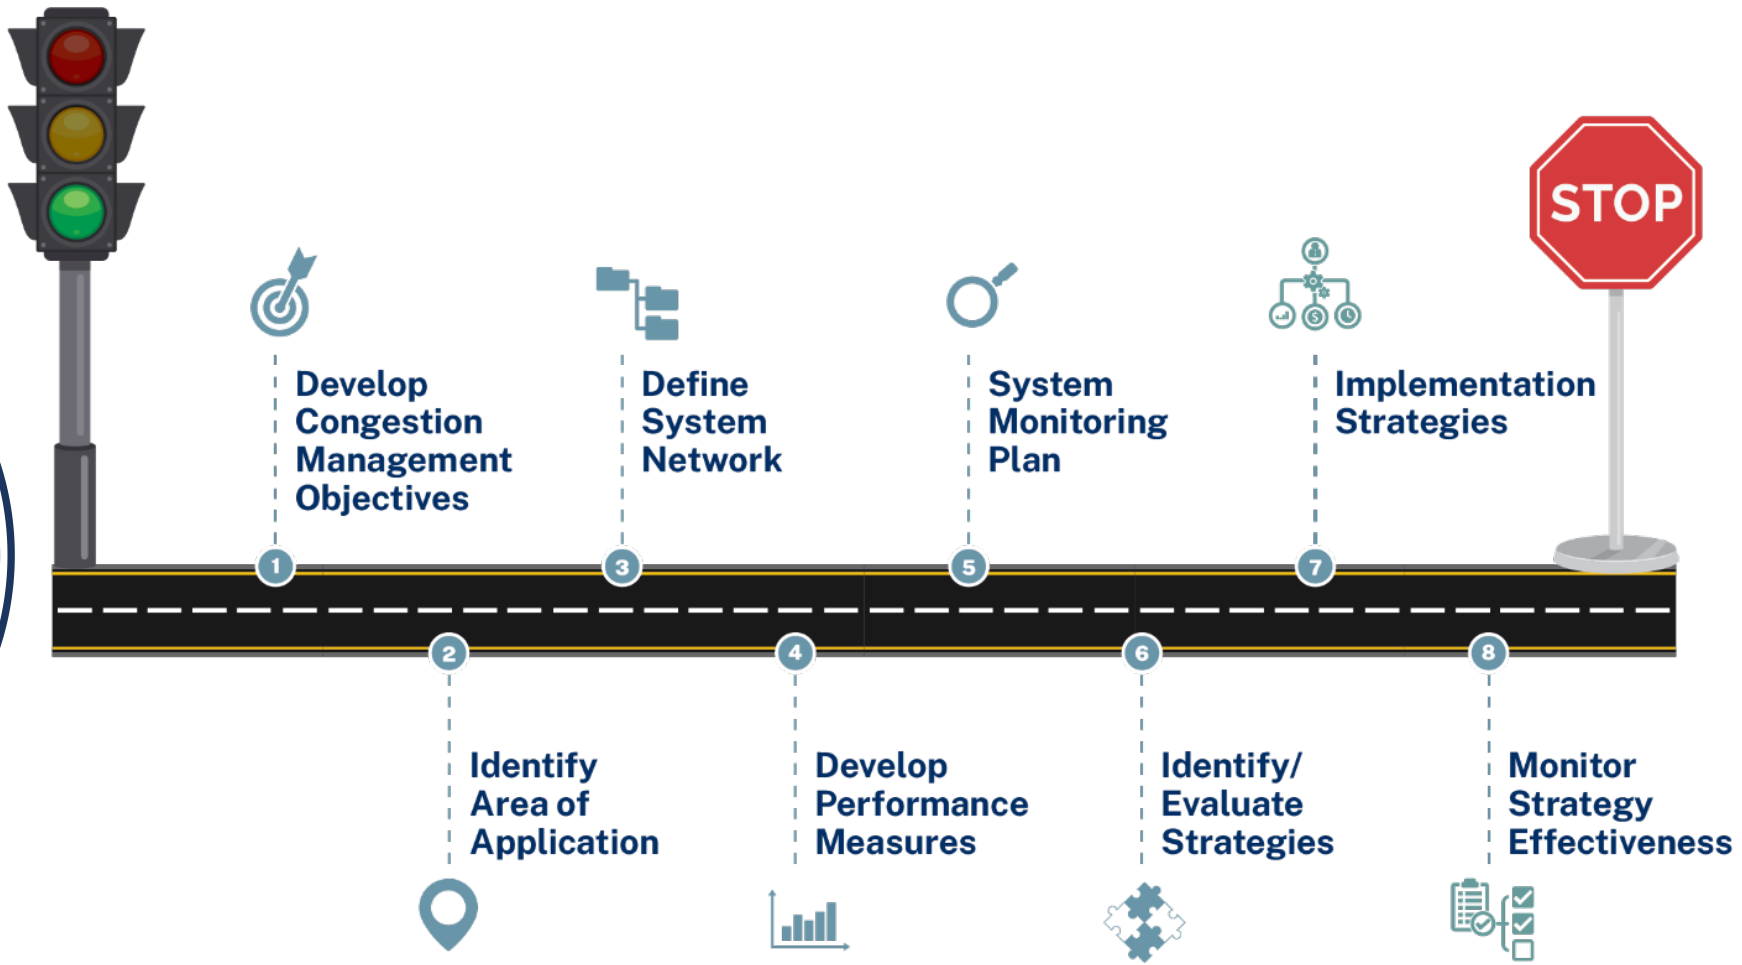 STOP
1
Develop
Congestion
Management
Objectives
2
Identify
Area of
Application
3
Define
System
Network
4
Develop
Performance
Measures
5
System
Monitoring
Plan
6
Identify/
Evaluate
Strategies
7
Implementation
Strategies
8
Monitor
Strategy
Effectiveness